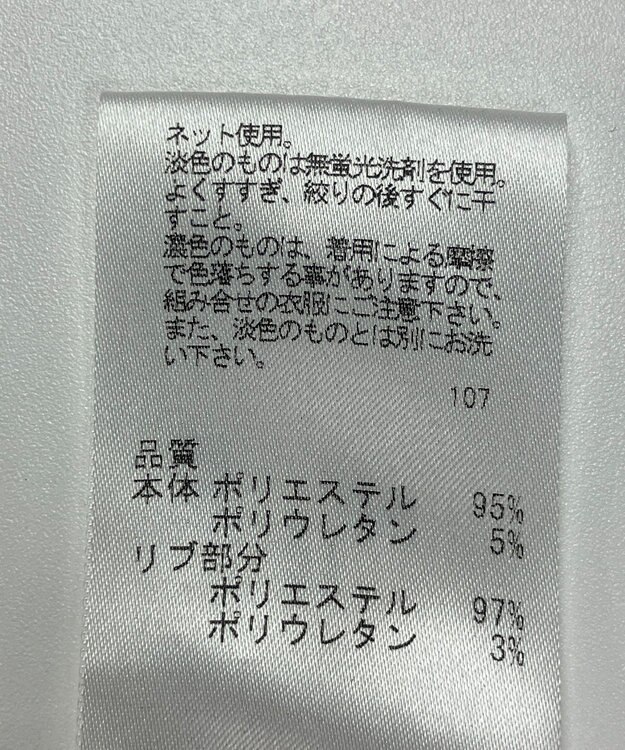 ネット使用。
淡色のものは無蛍光洗剤を使用。
よくすすぎ、絞りの後すぐに干
すこと。
濃色のものは、着用による摩擦
で色落ちする事がありますので、
組み合せの衣服にご注意下さい。
また、淡色のものとは別にお洗
い下さい。
107
品質
本体 ポリエステル 95%
ポリウレタン 5%
リブ部分
ポリエステル 97%
ポリウレタン 3%